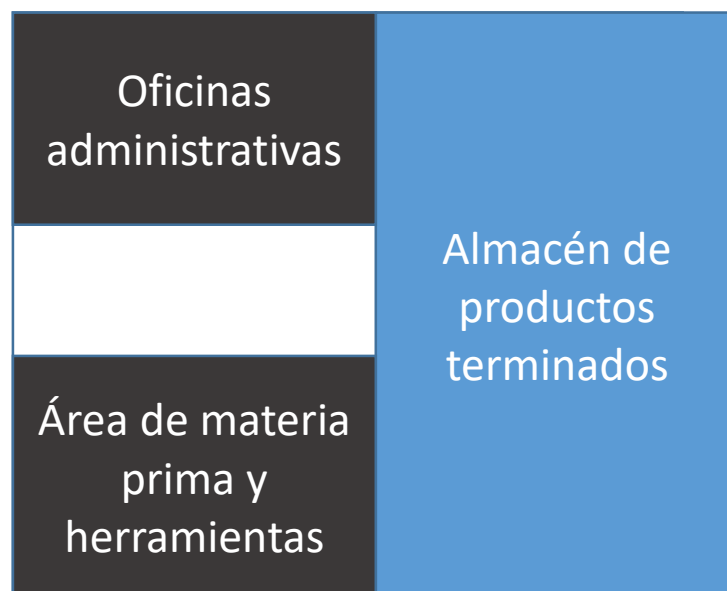 Oficinas
administrativas
Almacén de
productos
terminados
Área de materia
prima y
herramientas